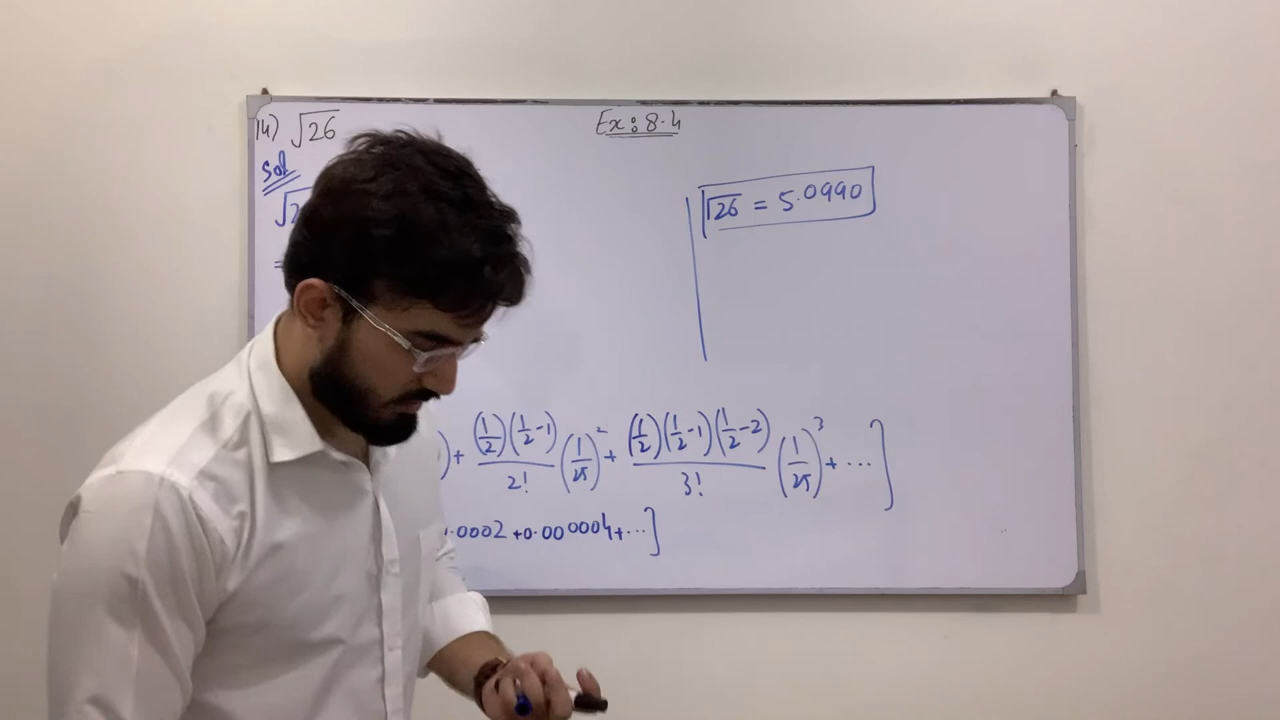 14) √26
Ex: 8.4
Sol
√26 = 5.0990
) + (1/2)(1/2-1)/2! (1/25)^2 + (1/2)(1/2-1)(1/2-2)/3! (1/25)^3 + ...]
.0002 + 0.000004 + ...]